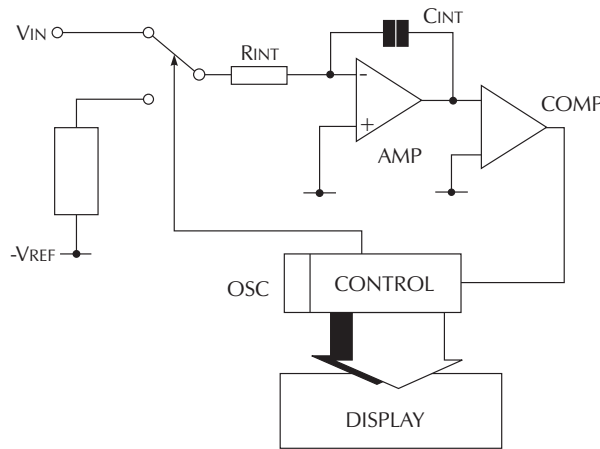 VIN
CINT
RINT
-
+
AMP
COMP
-VREF
OSC
CONTROL
DISPLAY